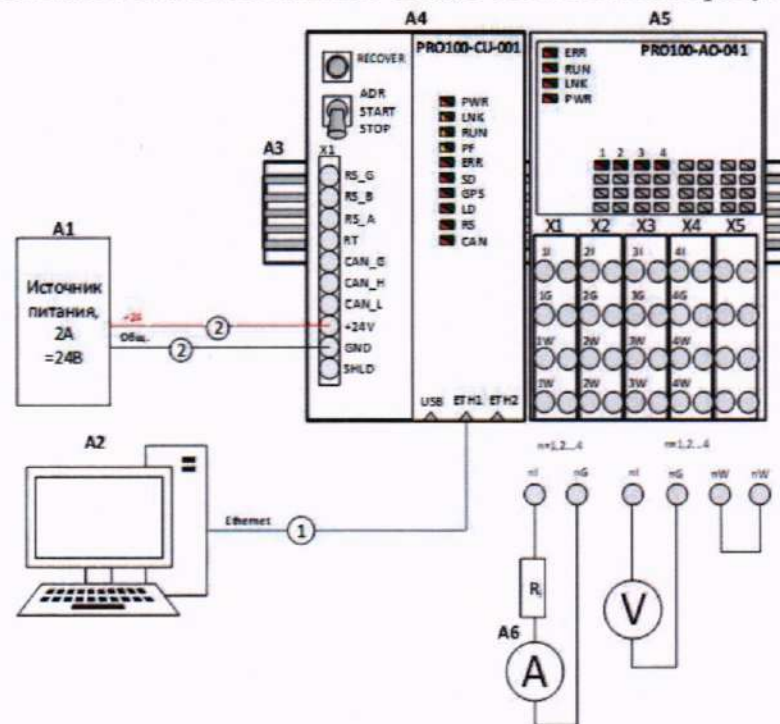 A4
A5
PRO100-CU-001
PRO100-AO-041
RECOVER
ADR
START
STOP
PWR
LNK
RUN
PF
ERR
SD
GPS
LD
RS
CAN
ERR
RUN
LNK
PWR
1 2 3 4
A3
X1
RS_G
RS_B
RS_A
RT
CAN_G
CAN_H
CAN_L
+24V
GND
SHLD
USB ETH1 ETH2
X1 X2 X3 X4 X5
1I 2I 3I 4I
1G 2G 3G 4G
1W 2W 3W 4W
1W 2W 3W 4W
A1
Источник
питания,
2А
=24В
2
Общ.
2
A2
Ethernet
1
n=1,2...4
n=1,2...4
nI nG nI nG nW nW
R
A6
A
V